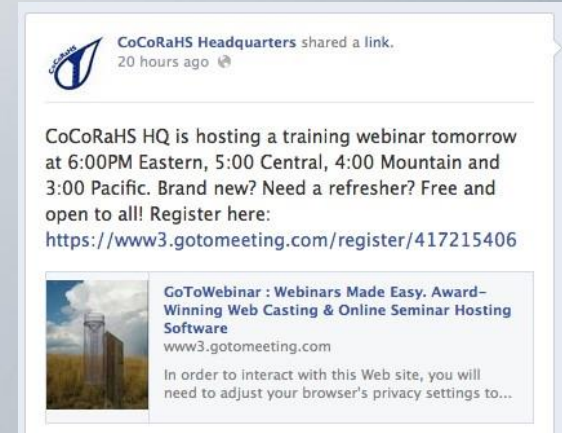 CoCoRaHS
CoCoRaHS Headquarters shared a link.
20 hours ago
CoCoRaHS HQ is hosting a training webinar tomorrow
at 6:00PM Eastern, 5:00 Central, 4:00 Mountain and
3:00 Pacific. Brand new? Need a refresher? Free and
open to all! Register here:
https://www3.gotomeeting.com/register/417215406
GoToWebinar : Webinars Made Easy. Award-
Winning Web Casting & Online Seminar Hosting
Software
www3.gotomeeting.com
In order to interact with this Web site, you will
need to adjust your browser's privacy settings to...